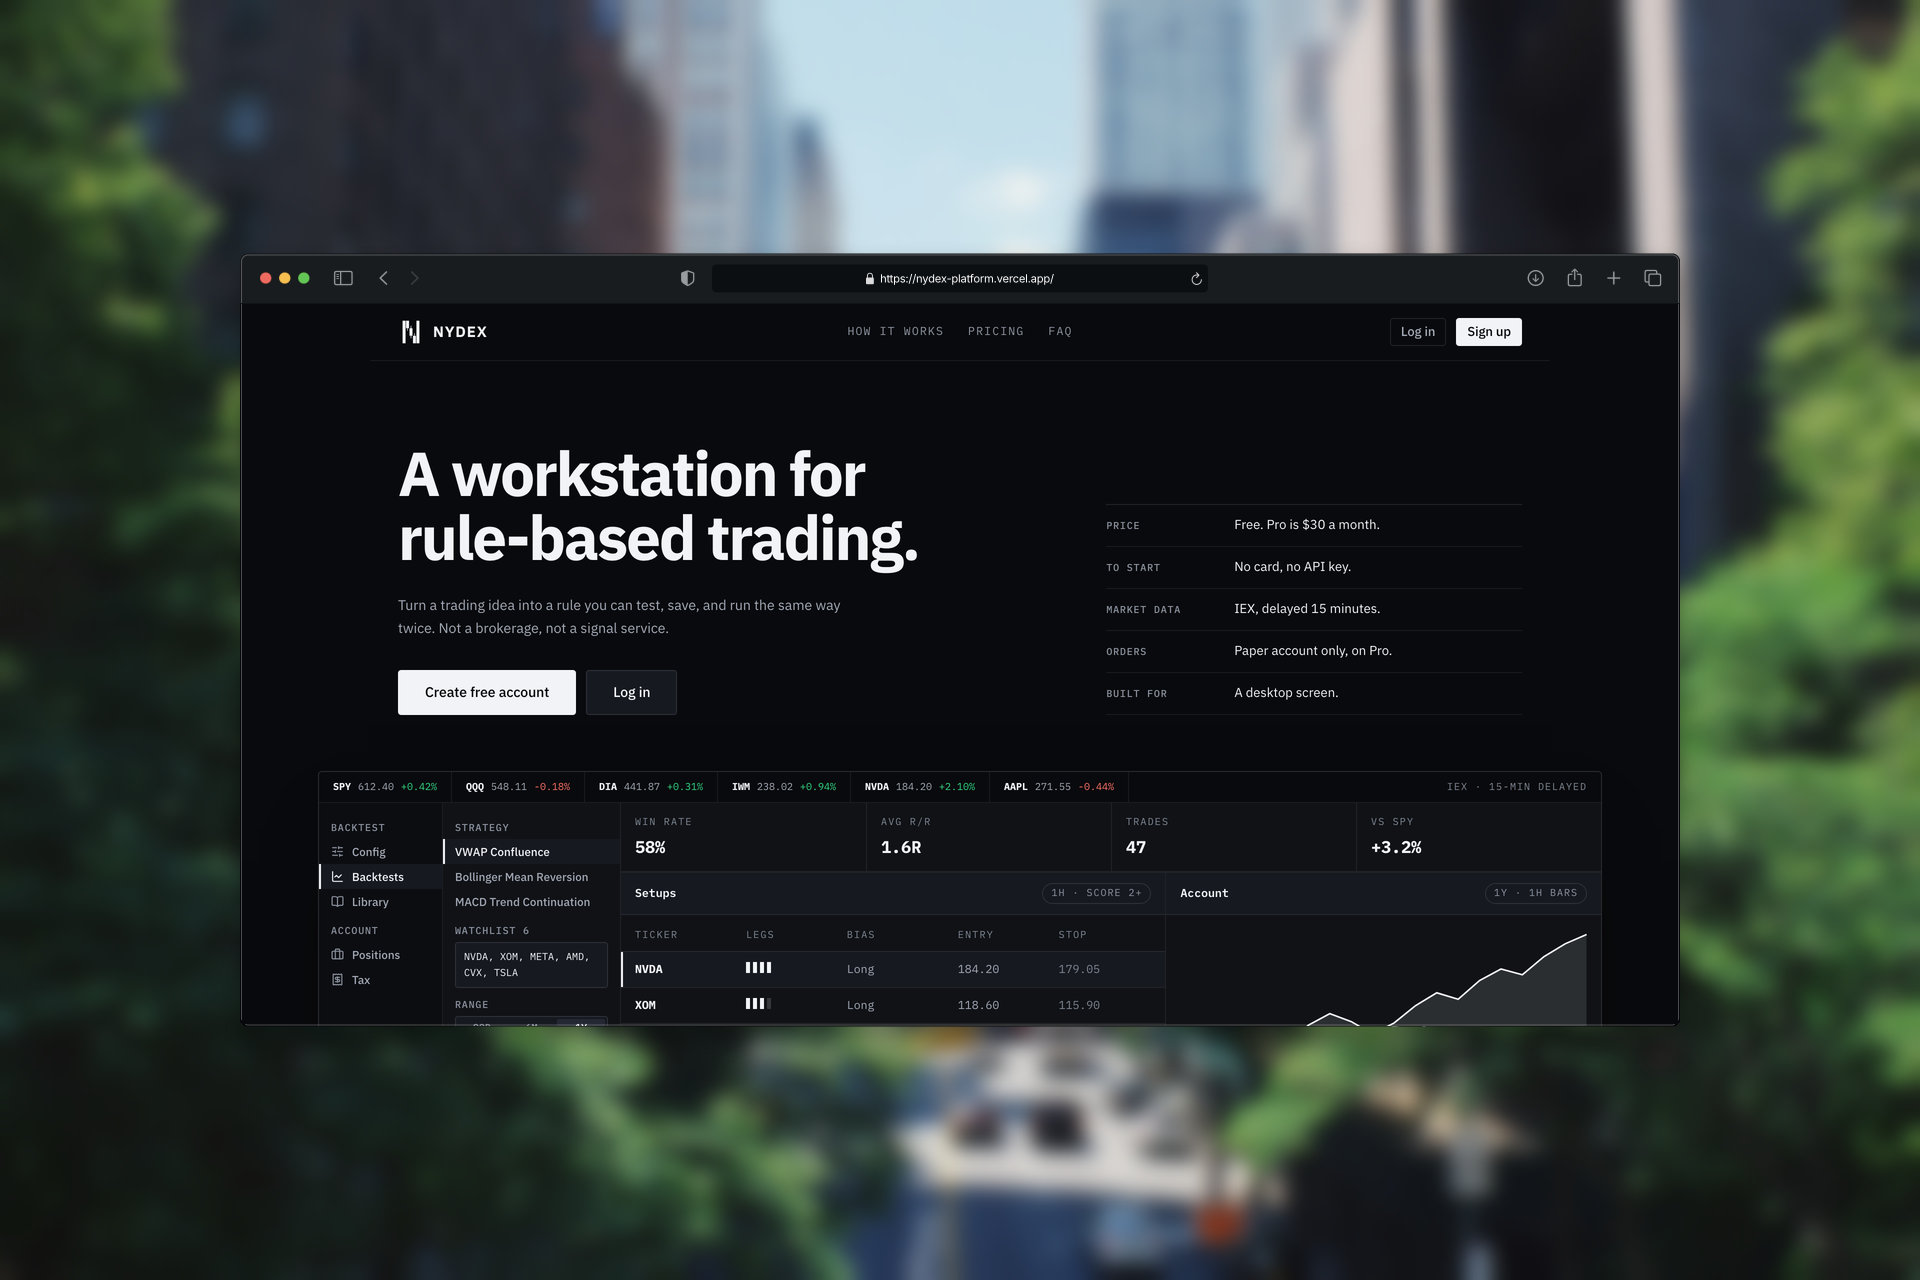 https://nydex-platform.vercel.app/
NYDEX
HOW IT WORKS PRICING FAQ
Log in Sign up
A workstation for
rule-based trading.
Turn a trading idea into a rule you can test, save, and run the same way
twice. Not a brokerage, not a signal service.
Create free account Log in
PRICE Free. Pro is $30 a month.
TO START No card, no API key.
MARKET DATA IEX, delayed 15 minutes.
ORDERS Paper account only, on Pro.
BUILT FOR A desktop screen.
SPY 612.40 +0.42% QQQ 548.11 -0.18% DIA 441.87 +0.31% IWM 238.02 +0.94% NVDA 184.20 +2.10% AAPL 271.55 -0.44% IEX · 15-MIN DELAYED
BACKTEST
Config
Backtests
Library
ACCOUNT
Positions
Tax
STRATEGY
VWAP Confluence
Bollinger Mean Reversion
MACD Trend Continuation
WATCHLIST 6
NVDA, XOM, META, AMD,
CVX, TSLA
RANGE
WIN RATE AVG R/R TRADES VS SPY
58% 1.6R 47 +3.2%
Setups 1H · SCORE 2+
TICKER LEGS BIAS ENTRY STOP
NVDA Long 184.20 179.05
XOM Long 118.60 115.90
Account 1Y · 1H BARS